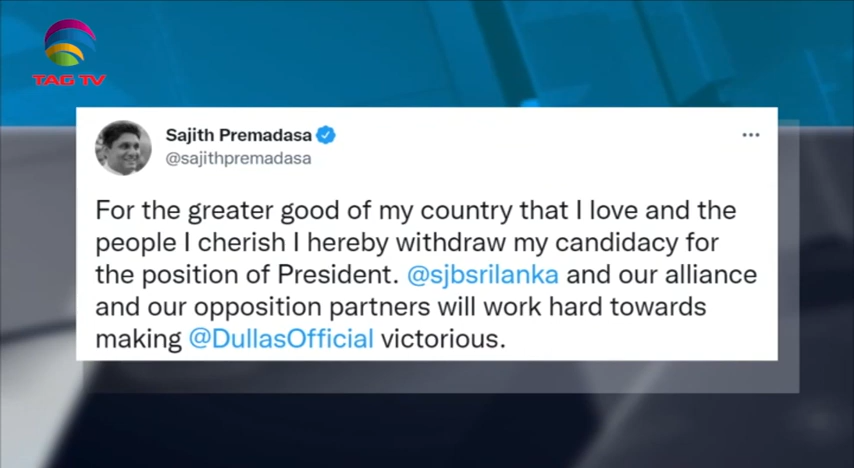 TAG TV
Sajith Premadasa
@sajithpremadasa
For the greater good of my country that I love and the
people I cherish I hereby withdraw my candidacy for
the position of President. @sjbsrilanka and our alliance
and our opposition partners will work hard towards
making @DullasOfficial victorious.